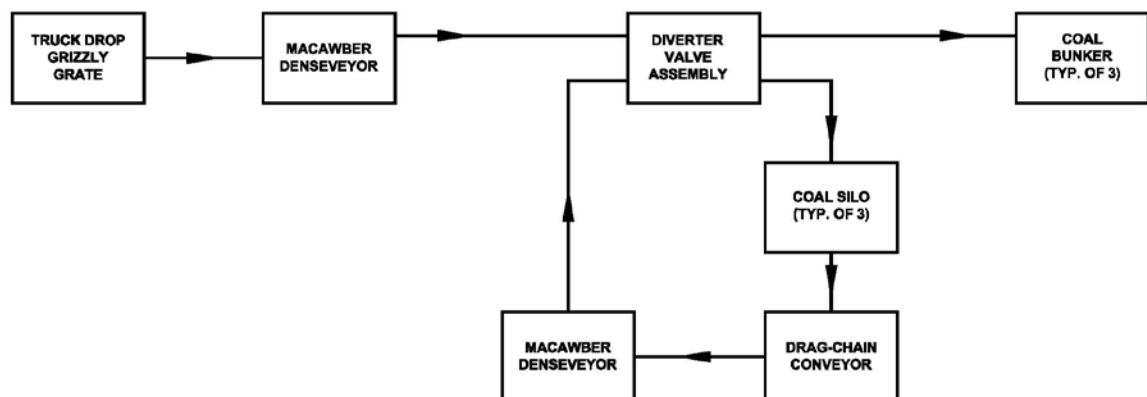 TRUCK DROP
GRIZZLY
GRATE
MACAWBER
DENSEVEYOR
DIVERTER
VALVE
ASSEMBLY
COAL
BUNKER
(TYP. OF 3)
COAL SILO
(TYP. OF 3)
MACAWBER
DENSEVEYOR
DRAG-CHAIN
CONVEYOR